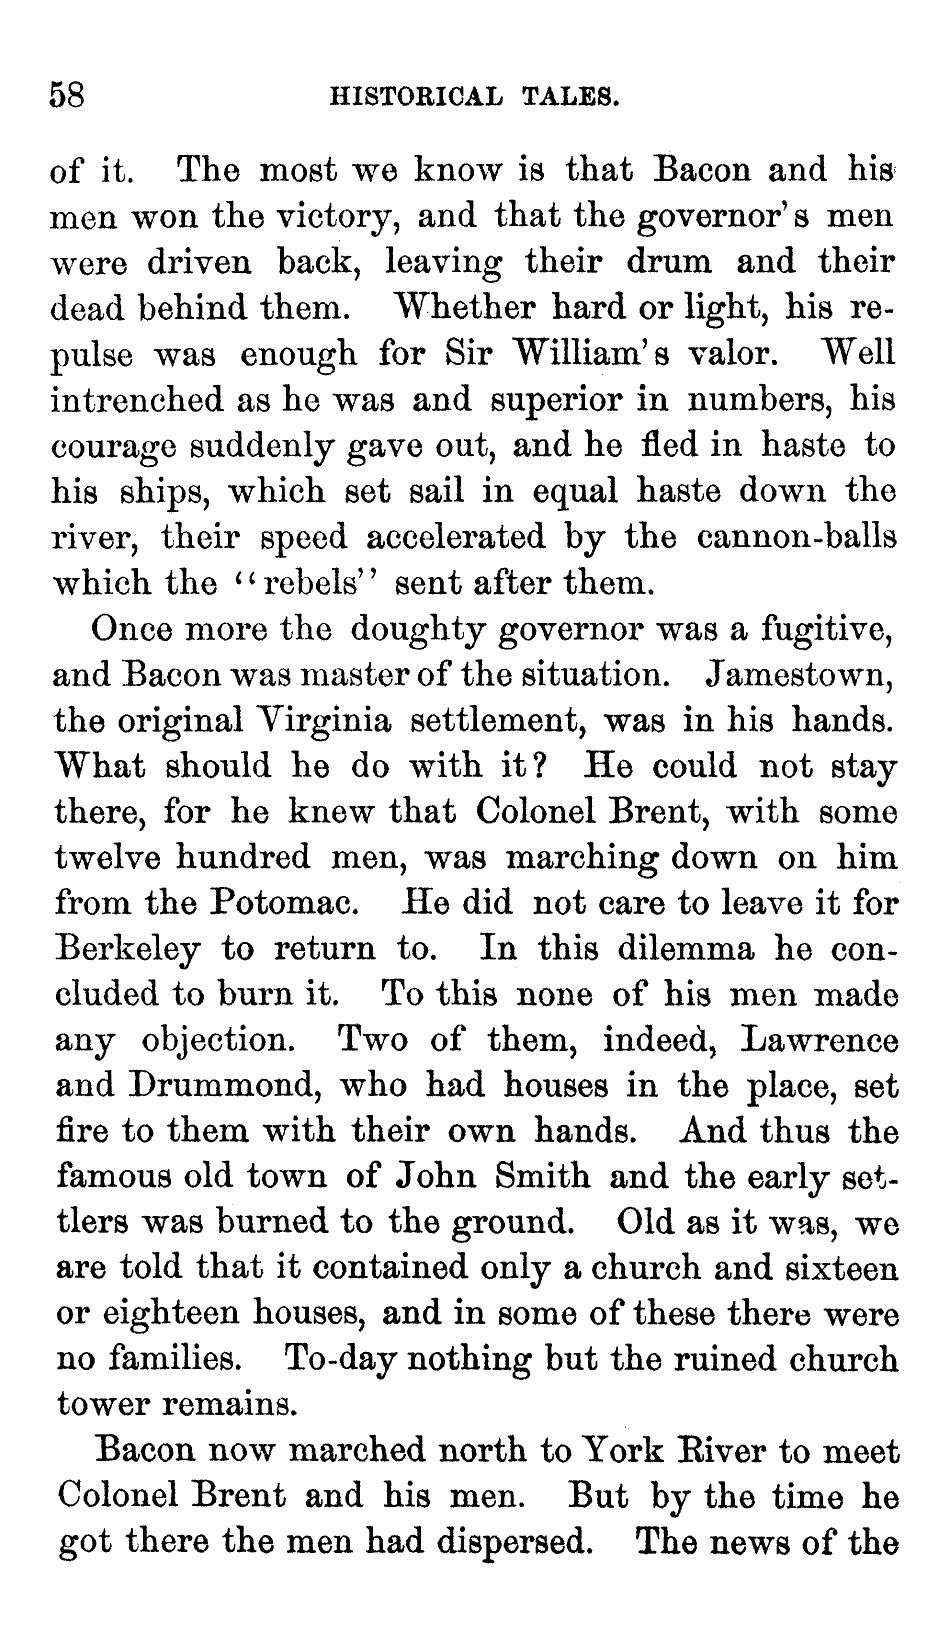 58 HISTORICAL TALES.
of it. The most we know is that Bacon and his
men won the victory, and that the governor's men
were driven back, leaving their drum and their
dead behind them. Whether hard or light, his re-
pulse was enough for Sir William's valor. Well
intrenched as he was and superior in numbers, his
courage suddenly gave out, and he fled in haste to
his ships, which set sail in equal haste down the
river, their speed accelerated by the cannon-balls
which the "rebels" sent after them.
Once more the doughty governor was a fugitive,
and Bacon was master of the situation. Jamestown,
the original Virginia settlement, was in his hands.
What should he do with it? He could not stay
there, for he knew that Colonel Brent, with some
twelve hundred men, was marching down on him
from the Potomac. He did not care to leave it for
Berkeley to return to. In this dilemma he con-
cluded to burn it. To this none of his men made
any objection. Two of them, indeed, Lawrence
and Drummond, who had houses in the place, set
fire to them with their own hands. And thus the
famous old town of John Smith and the early set-
tlers was burned to the ground. Old as it was, we
are told that it contained only a church and sixteen
or eighteen houses, and in some of these there were
no families. To-day nothing but the ruined church
tower remains.
Bacon now marched north to York River to meet
Colonel Brent and his men. But by the time he
got there the men had dispersed. The news of the